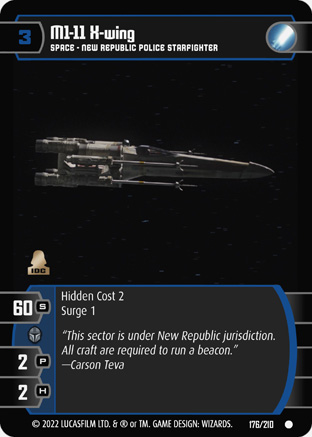 3
M1-11 X-wing
SPACE - NEW REPUBLIC POLICE STARFIGHTER
IDC
60 S
Hidden Cost 2
Surge 1
2 P
2 H
“This sector is under New Republic jurisdiction.
All craft are required to run a beacon.”
—Carson Teva
© 2022 LUCASFILM LTD. & ® or TM. GAME DESIGN: WIZARDS.
176/210